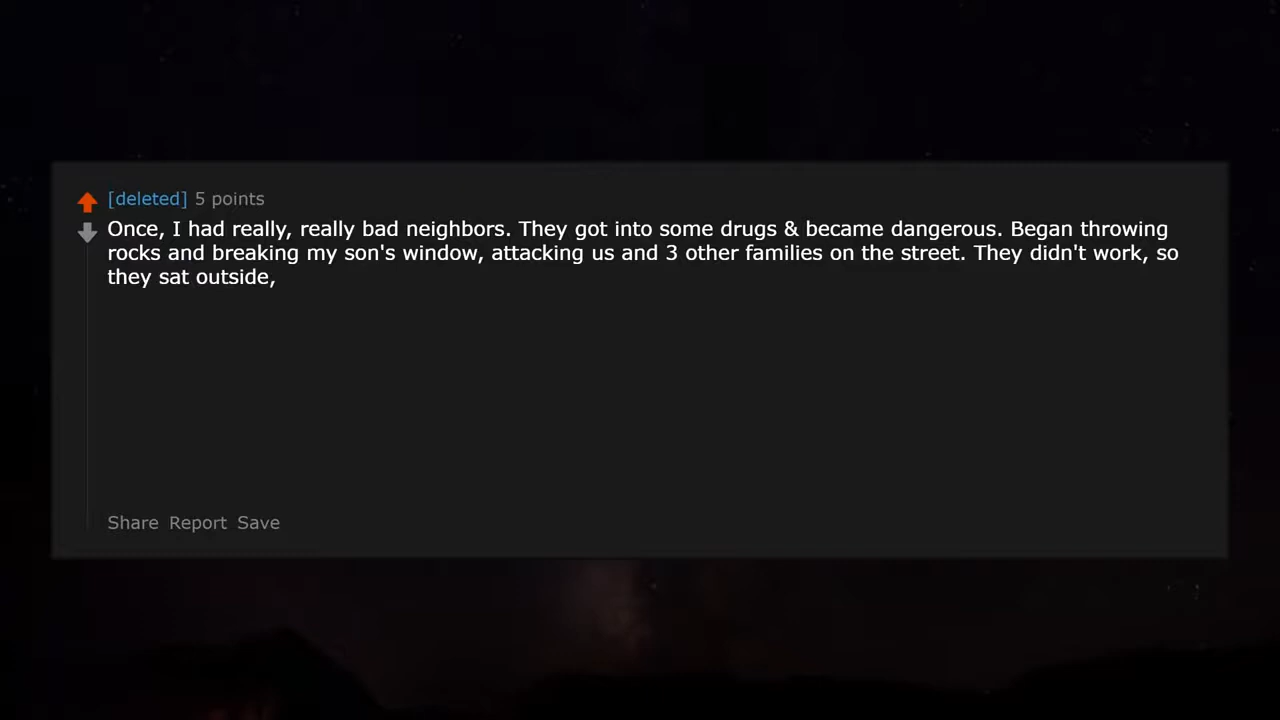 [deleted] 5 points
Once, I had really, really bad neighbors. They got into some drugs & became dangerous. Began throwing
rocks and breaking my son's window, attacking us and 3 other families on the street. They didn't work, so
they sat outside,
Share Report Save